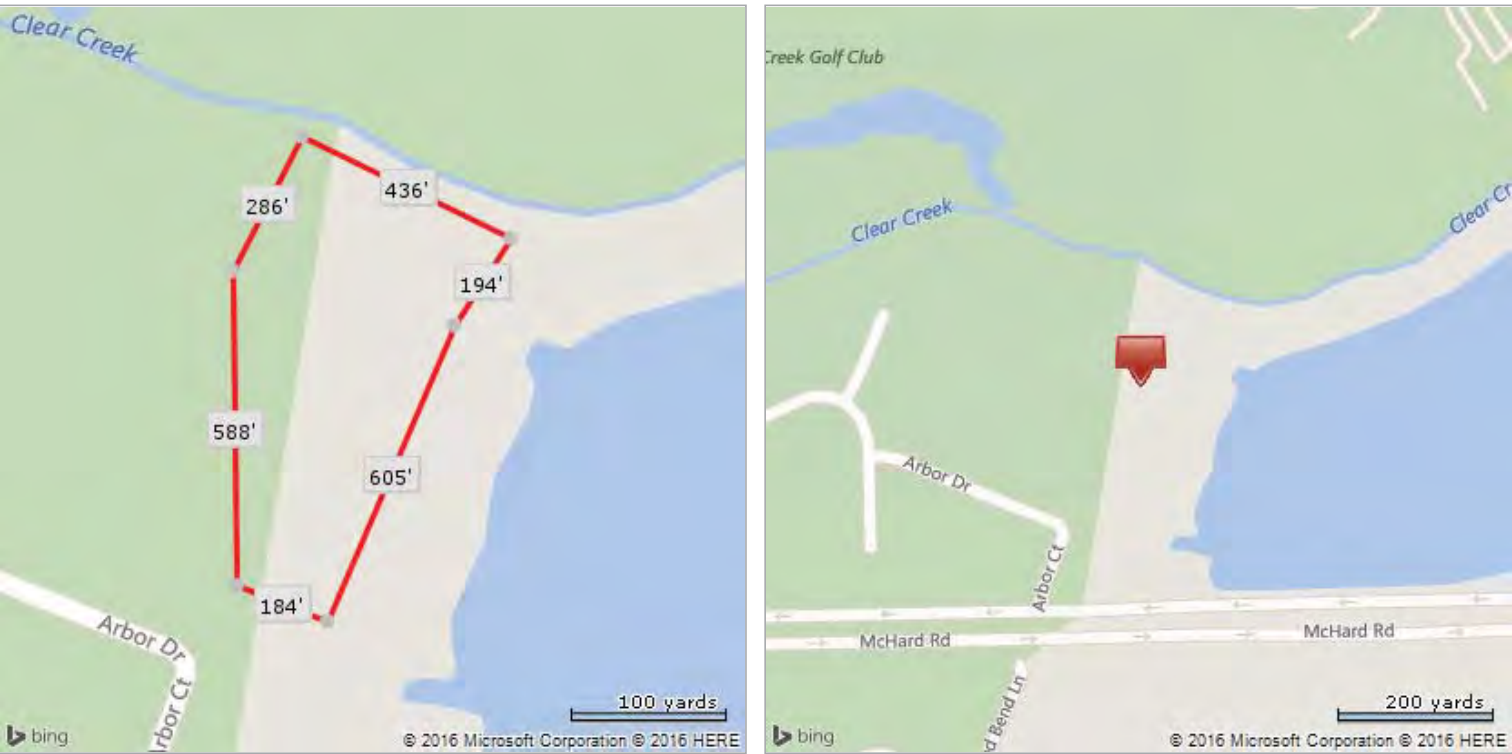 Clear Creek
436'
286'
194'
588'
605'
184'
Arbor Dr
100 yards
bing
© 2016 Microsoft Corporation © 2016 HERE
Creek Golf Club
Clear Creek
Clear Cr
Arbor Dr
Arbor Ct
McHard Rd
McHard Rd
Bend Ln
200 yards
bing
© 2016 Microsoft Corporation © 2016 HERE